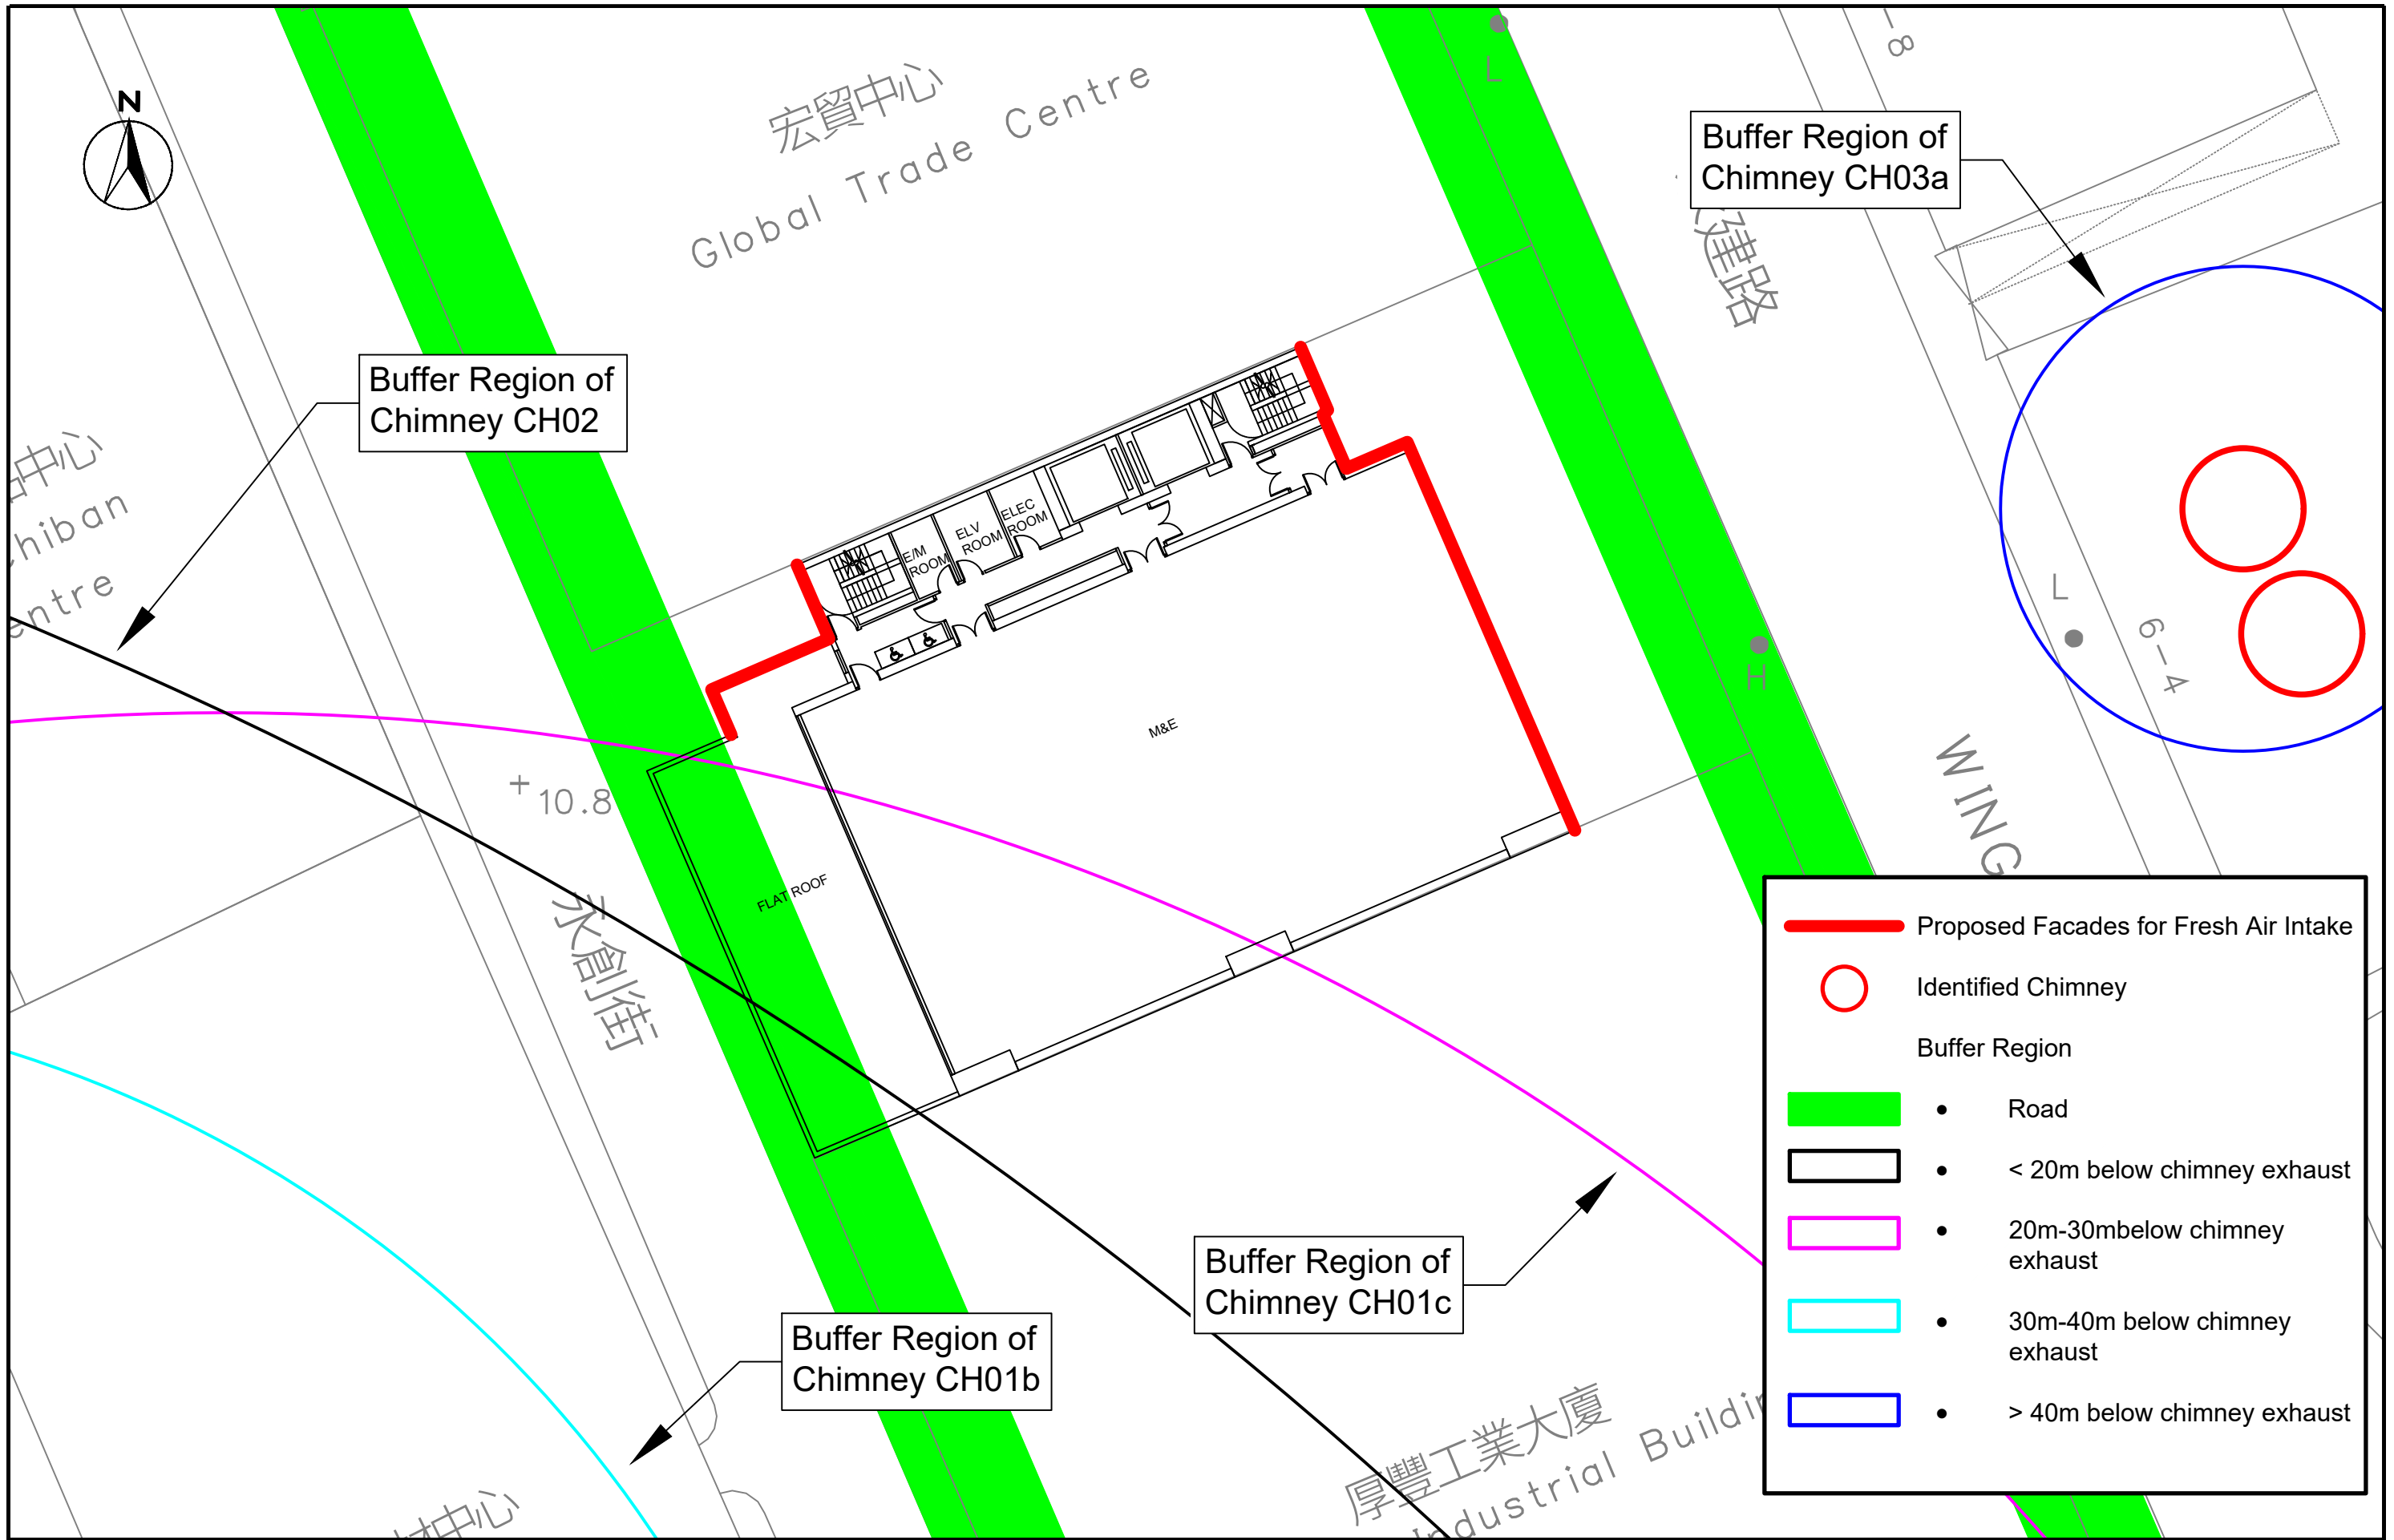 N
宏貿中心
Global Trade Centre
L
8
Buffer Region of
Chimney CH03a
建路
Buffer Region of
Chimney CH02
中心
hiban
entre
ELEC
ROOM
ELV
ROOM
E/M
ROOM
L
6-4
H
M&E
WING
+10.8
FLAT ROOF
永創街
Buffer Region of
Chimney CH01c
Buffer Region of
Chimney CH01b
厚豐工業大廈
Industrial Buildin
中心
Proposed Facades for Fresh Air Intake
Identified Chimney
Buffer Region
• Road
• < 20m below chimney exhaust
• 20m-30mbelow chimney
exhaust
• 30m-40m below chimney
exhaust
• > 40m below chimney exhaust